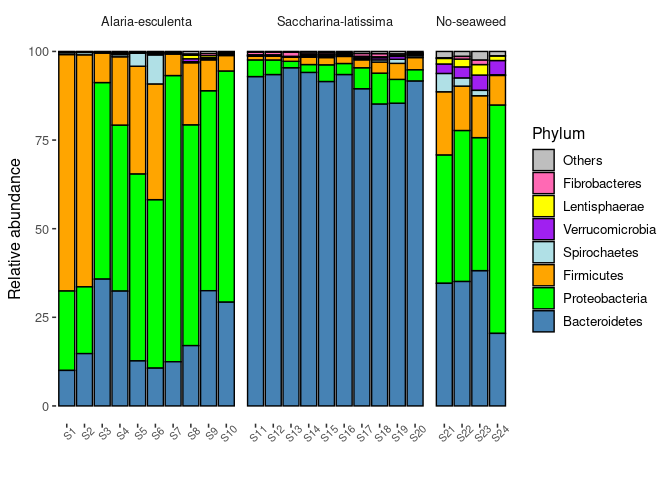 Alaria-esculenta Saccharina-latissima No-seaweed
Relative abundance
100
75
50
25
0
S1 S2 S3 S4 S5 S6 S7 S8 S9 S10 S11 S12 S13 S14 S15 S16 S17 S18 S19 S20 S21 S22 S23 S24
Phylum
Others
Fibrobacteres
Lentisphaerae
Verrucomicrobia
Spirochaetes
Firmicutes
Proteobacteria
Bacteroidetes